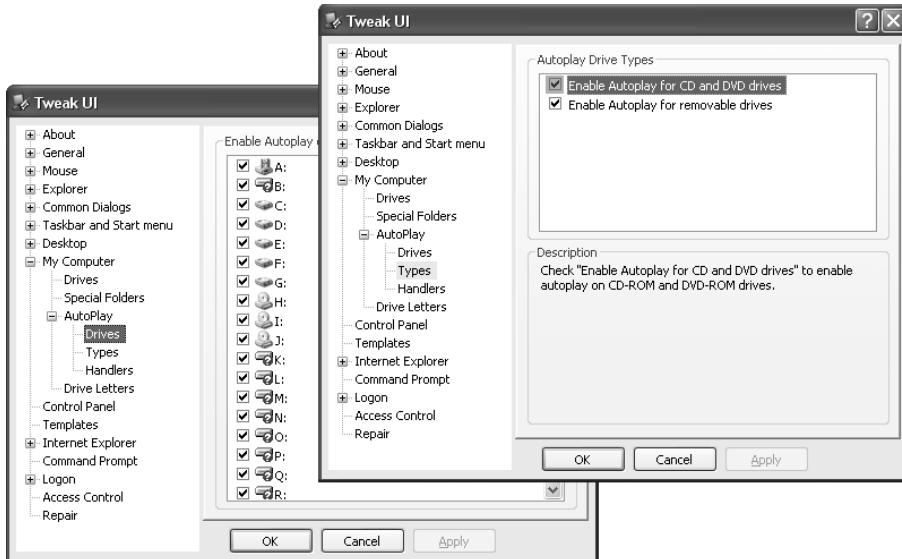 Tweak UI
About
General
Mouse
Explorer
Common Dialogs
Taskbar and Start menu
Desktop
My Computer
Drives
Special Folders
AutoPlay
Drives
Types
Handlers
Drive Letters
Control Panel
Templates
Internet Explorer
Command Prompt
Logon
Access Control
Repair
Enable Autoplay
A:
B:
C:
D:
E:
F:
G:
H:
I:
J:
K:
L:
M:
N:
O:
P:
Q:
R:
OK
Cancel
Apply
Tweak UI
About
General
Mouse
Explorer
Common Dialogs
Taskbar and Start menu
Desktop
My Computer
Drives
Special Folders
AutoPlay
Drives
Types
Handlers
Drive Letters
Control Panel
Templates
Internet Explorer
Command Prompt
Logon
Access Control
Repair
Autoplay Drive Types
Enable Autoplay for CD and DVD drives
Enable Autoplay for removable drives
Description
Check "Enable Autoplay for CD and DVD drives" to enable
autoplay on CD-ROM and DVD-ROM drives.
OK
Cancel
Apply